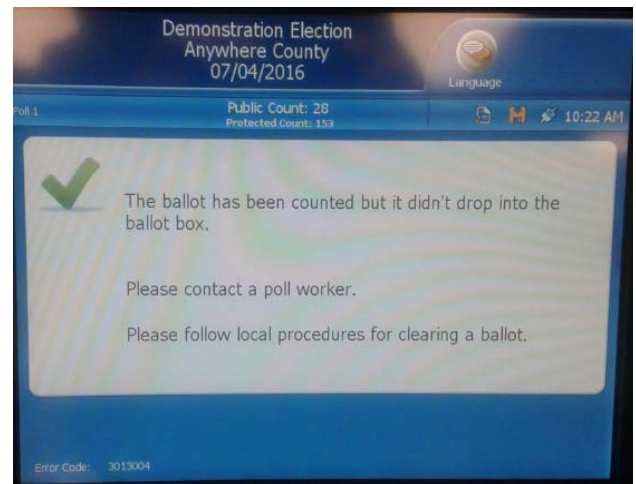 Demonstration Election
Anywhere County
07/04/2016
Language
Poll 1
Public Count: 28
Protected Count: 153
10:22 AM
The ballot has been counted but it didn't drop into the
ballot box.
Please contact a poll worker.
Please follow local procedures for clearing a ballot.
Error Code: 3013004